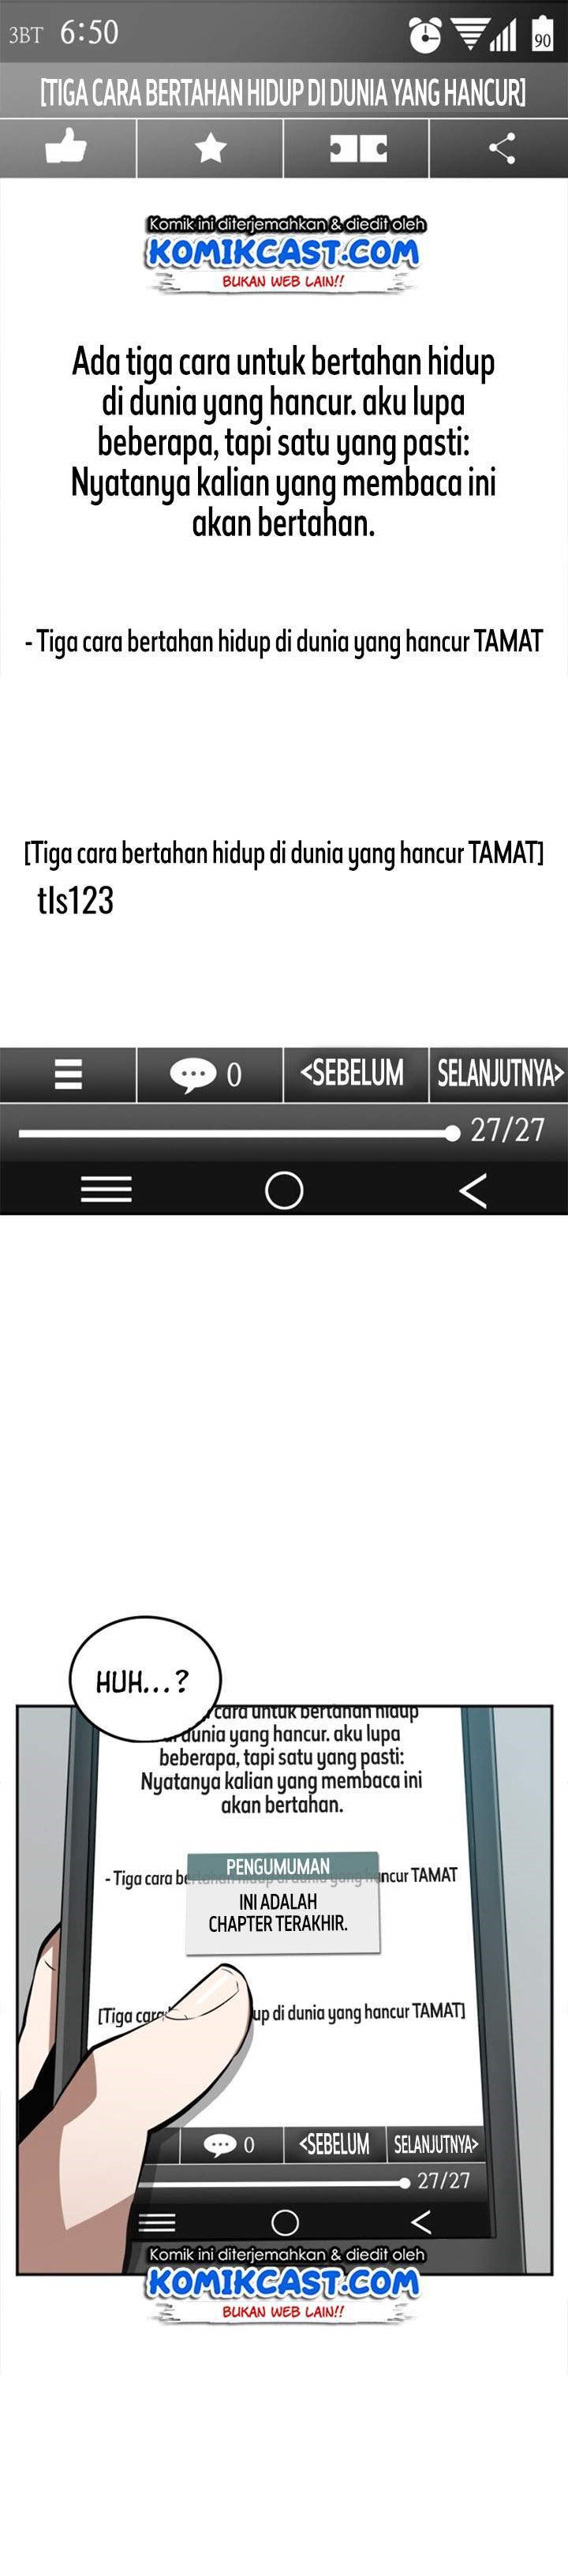 3BT 6:50 90
[TIGA CARA BERTAHAN HIDUP DI DUNIA YANG HANCUR]
Komik ini diterjemahkan & diedit oleh
KOMIKCAST.COM
BUKAN WEB LAIN!!
Ada tiga cara untuk bertahan hidup
di dunia yang hancur. aku lupa
beberapa, tapi satu yang pasti:
Nyatanya kalian yang membaca ini
akan bertahan.
- Tiga cara bertahan hidup di dunia yang hancur TAMAT
[Tiga cara bertahan hidup di dunia yang hancur TAMAT]
tls123
0 <SEBELUM SELANJUTNYA>
27/27
HUH...?
cara untuk bertahan hidup
dunia yang hancur. aku lupa
beberapa, tapi satu yang pasti:
Nyatanya kalian yang membaca ini
akan bertahan.
PENGUMUMAN
- Tiga cara bertahan hidup di dunia yang hancur TAMAT
INI ADALAH
CHAPTER TERAKHIR.
[Tiga cara up di dunia yang hancur TAMAT]
0 <SEBELUM SELANJUTNYA>
27/27
Komik ini diterjemahkan & diedit oleh
KOMIKCAST.COM
BUKAN WEB LAIN!!